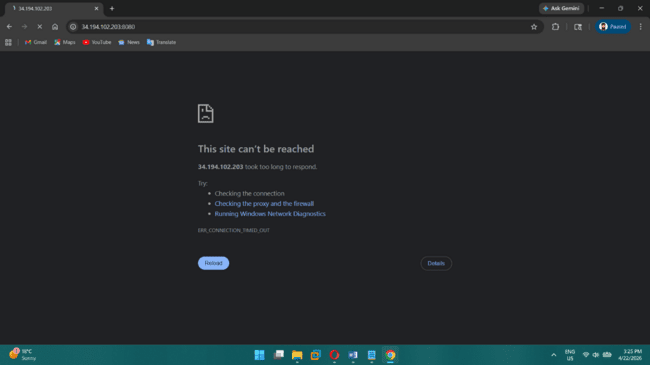 34.194.102.203
Ask Gemini
34.194.102.203:8080
Paused
Gmail
Maps
YouTube
News
Translate
This site can't be reached
34.194.102.203 took too long to respond.
Try:
Checking the connection
Checking the proxy and the firewall
Running Windows Network Diagnostics
ERR_CONNECTION_TIMED_OUT
Reload
Details
Sunny
ENG
US
3:25 PM
4/22/2026